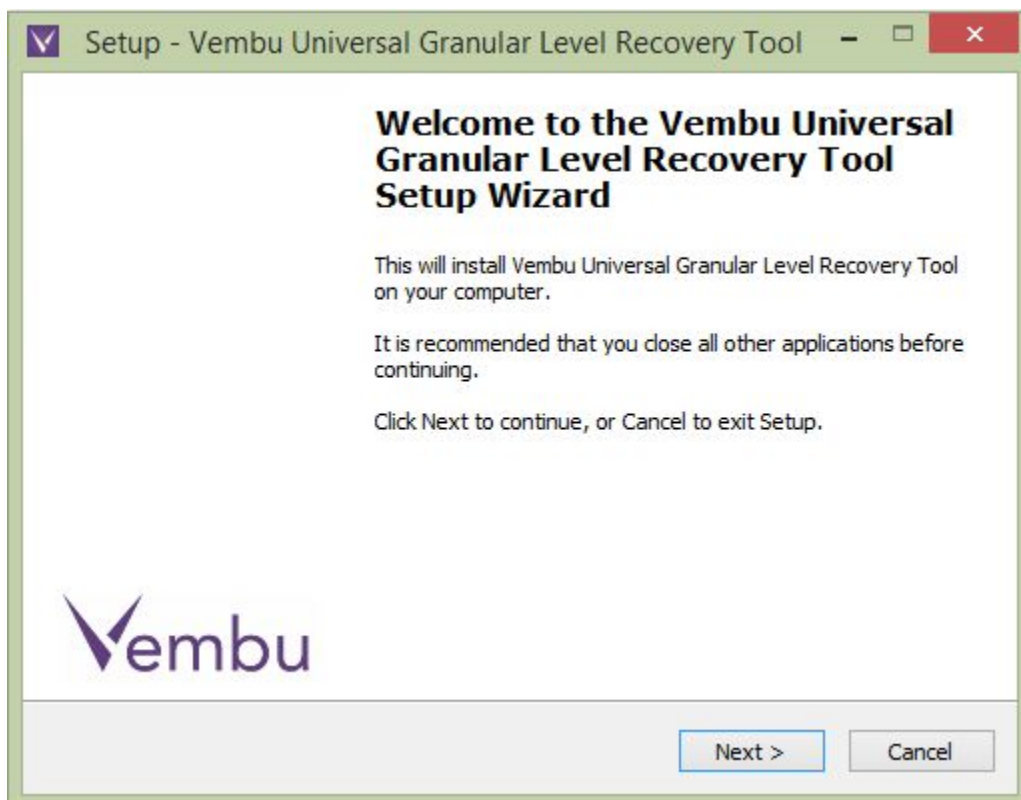 Setup - Vembu Universal Granular Level Recovery Tool
Welcome to the Vembu Universal
Granular Level Recovery Tool
Setup Wizard
This will install Vembu Universal Granular Level Recovery Tool
on your computer.
It is recommended that you close all other applications before
continuing.
Click Next to continue, or Cancel to exit Setup.
Vembu
Next >
Cancel